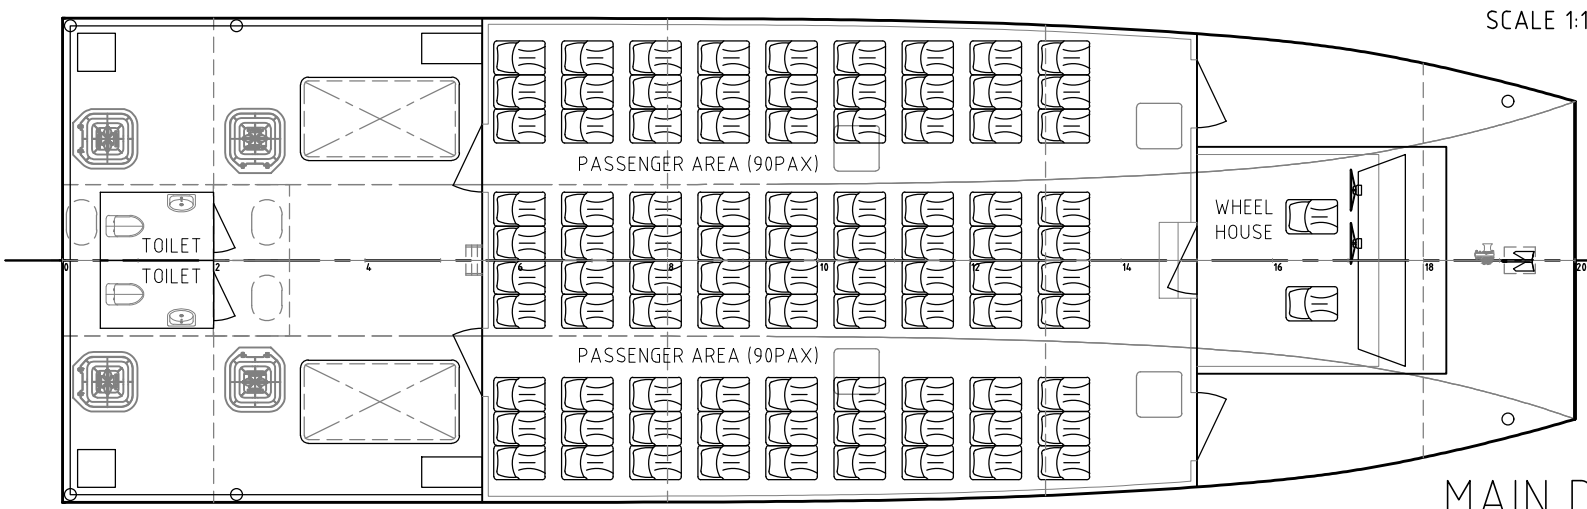 SCALE 1:1
PASSENGER AREA (90PAX)
WHEEL
HOUSE
TOILET
0 2 4 6 8 10 12 14 16 18 20
TOILET
PASSENGER AREA (90PAX)
MAIN D